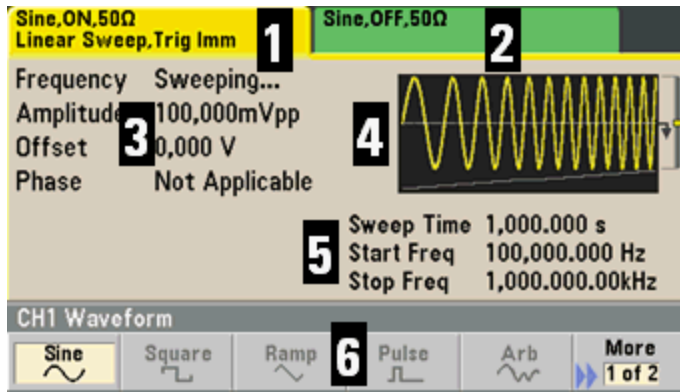 Sine,ON,50Ω
Linear Sweep,Trig Imm
1
Sine,OFF,50Ω
2
Frequency Sweeping...
Amplitude 100,000mVpp
Offset 0,000 V
Phase Not Applicable
3
4
5
Sweep Time 1,000.000 s
Start Freq 100,000.000 Hz
Stop Freq 1,000.000.00kHz
CH1 Waveform
Sine Square Ramp 6 Pulse Arb More
1 of 2